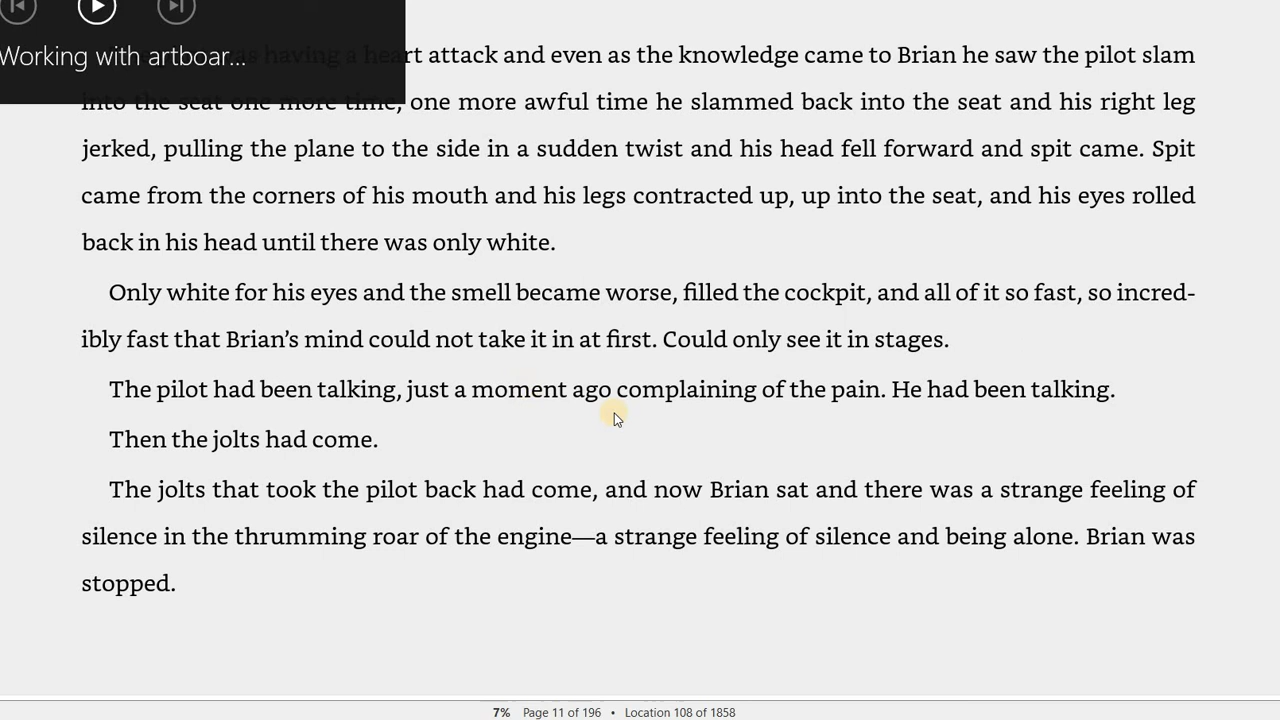 Working with artboar...
was having a heart attack and even as the knowledge came to Brian he saw the pilot slam
into the seat one more time, one more awful time he slammed back into the seat and his right leg
jerked, pulling the plane to the side in a sudden twist and his head fell forward and spit came. Spit
came from the corners of his mouth and his legs contracted up, up into the seat, and his eyes rolled
back in his head until there was only white.
Only white for his eyes and the smell became worse, filled the cockpit, and all of it so fast, so incred-
ibly fast that Brian’s mind could not take it in at first. Could only see it in stages.
The pilot had been talking, just a moment ago complaining of the pain. He had been talking.
Then the jolts had come.
The jolts that took the pilot back had come, and now Brian sat and there was a strange feeling of
silence in the thrumming roar of the engine—a strange feeling of silence and being alone. Brian was
stopped.
7% Page 11 of 196 • Location 108 of 1858